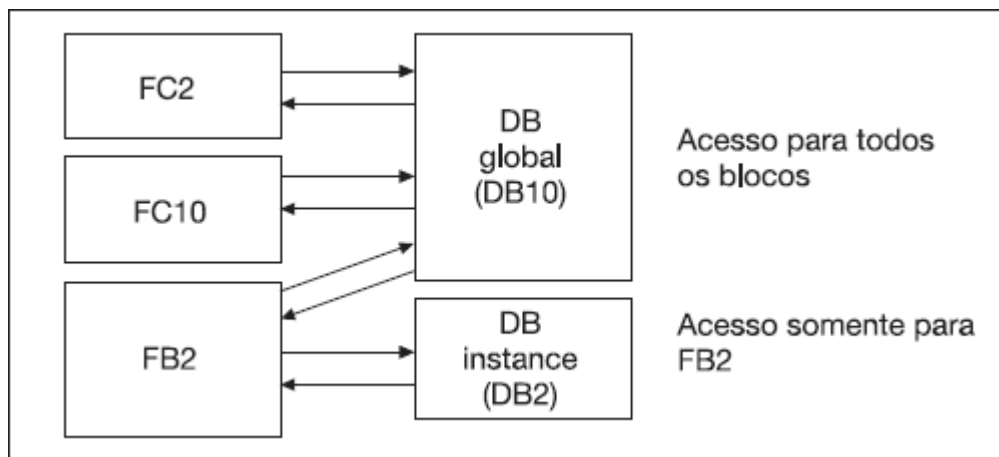 FC2
FC10
FB2
DB
global
(DB10)
DB
instance
(DB2)
Acesso para todos
os blocos
Acesso somente para
FB2